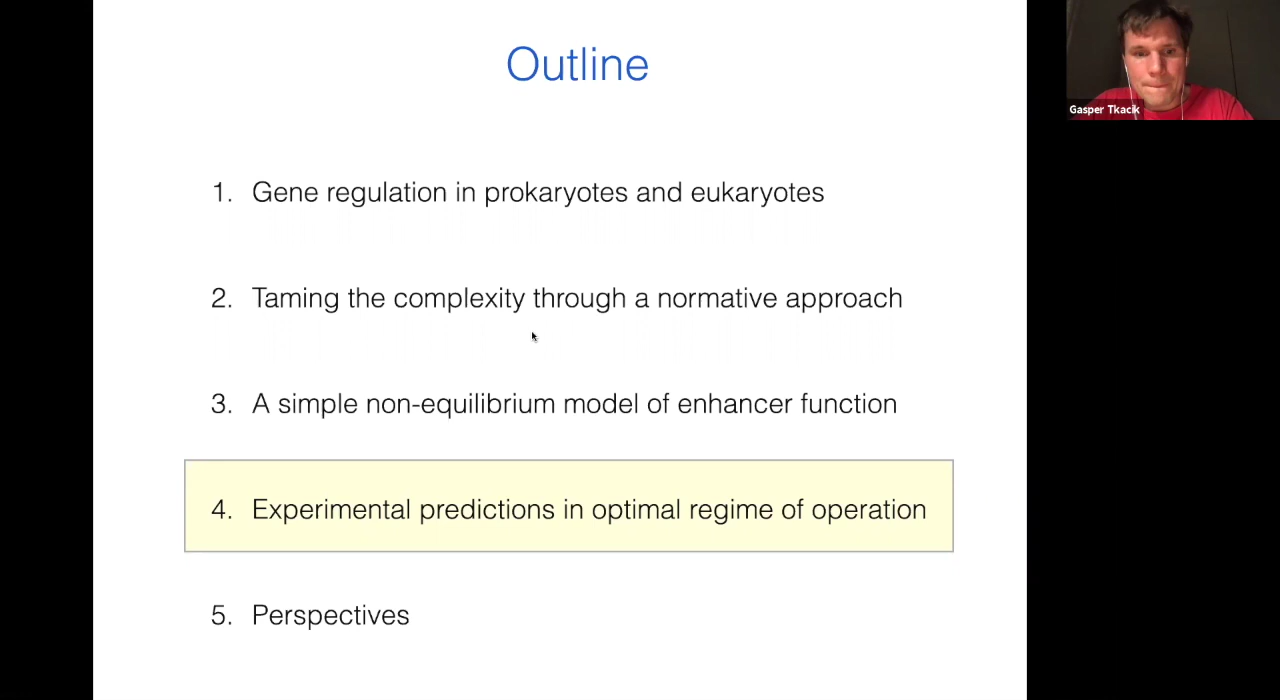 Outline
Gasper Tkacik
1. Gene regulation in prokaryotes and eukaryotes
2. Taming the complexity through a normative approach
3. A simple non-equilibrium model of enhancer function
4. Experimental predictions in optimal regime of operation
5. Perspectives